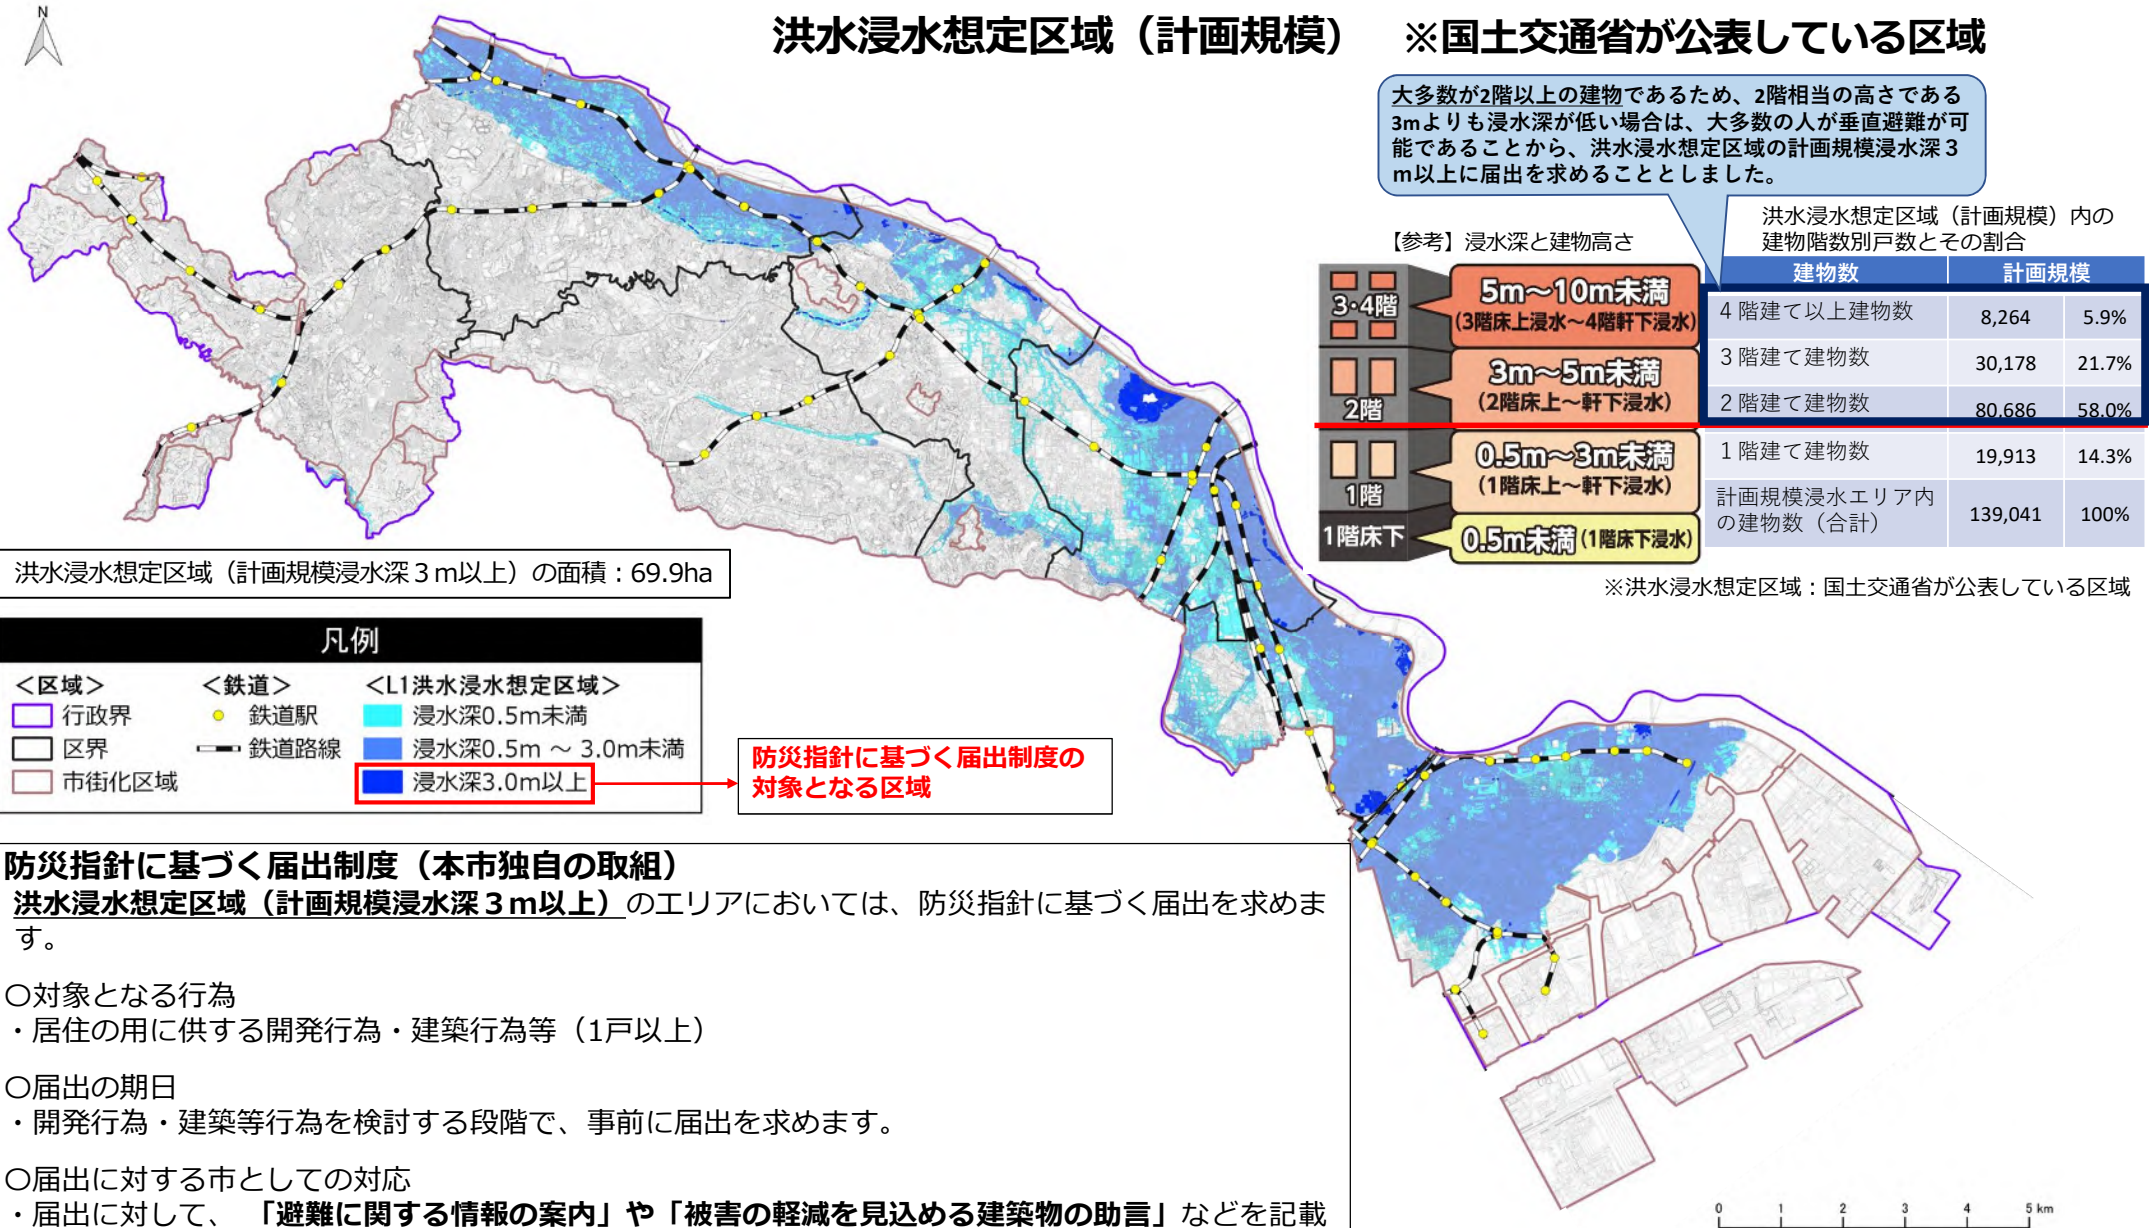 N
洪水浸水想定区域（計画規模）　※国土交通省が公表している区域
大多数が2階以上の建物であるため、2階相当の高さである
3mよりも浸水深が低い場合は、大多数の人が垂直避難が可
能であることから、洪水浸水想定区域の計画規模浸水深３
m以上に届出を求めることとしました。
【参考】浸水深と建物高さ
3･4階
5m～10m未満
(3階床上浸水～4階軒下浸水)
2階
3m～5m未満
(2階床上～軒下浸水)
1階
0.5m～3m未満
(1階床上～軒下浸水)
1階床下
0.5m未満(1階床下浸水)
洪水浸水想定区域（計画規模）内の
建物階数別戸数とその割合
建物数 計画規模
４階建て以上建物数 8,264 5.9%
３階建て建物数 30,178 21.7%
２階建て建物数 80,686 58.0%
１階建て建物数 19,913 14.3%
計画規模浸水エリア内
の建物数（合計） 139,041 100%
※洪水浸水想定区域：国土交通省が公表している区域
洪水浸水想定区域（計画規模浸水深３m以上）の面積：69.9ha
凡例
＜区域＞ ＜鉄道＞ ＜L1洪水浸水想定区域＞
行政界 鉄道駅 浸水深0.5m未満
区界 鉄道路線 浸水深0.5m ～ 3.0m未満
市街化区域 浸水深3.0m以上
防災指針に基づく届出制度の
対象となる区域
防災指針に基づく届出制度（本市独自の取組）
洪水浸水想定区域（計画規模浸水深３m以上）のエリアにおいては、防災指針に基づく届出を求めま
す。
〇対象となる行為
・居住の用に供する開発行為・建築行為等（1戸以上）
〇届出の期日
・開発行為・建築等行為を検討する段階で、事前に届出を求めます。
〇届出に対する市としての対応
・届出に対して、「避難に関する情報の案内」や「被害の軽減を見込める建築物の助言」などを記載
0 1 2 3 4 5 km